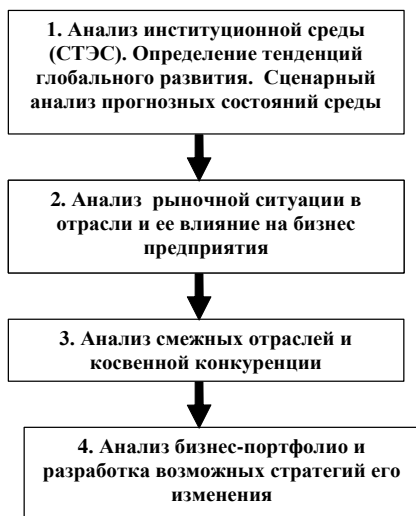 1. Анализ институционной среды
(СТЭС). Определение тенденций
глобального развития. Сценарный
анализ прогнозных состояний среды
2. Анализ рыночной ситуации в
отрасли и ее влияние на бизнес
предприятия
3. Анализ смежных отраслей и
косвенной конкуренции
4. Анализ бизнес-портфолио и
разработка возможных стратегий его
изменения